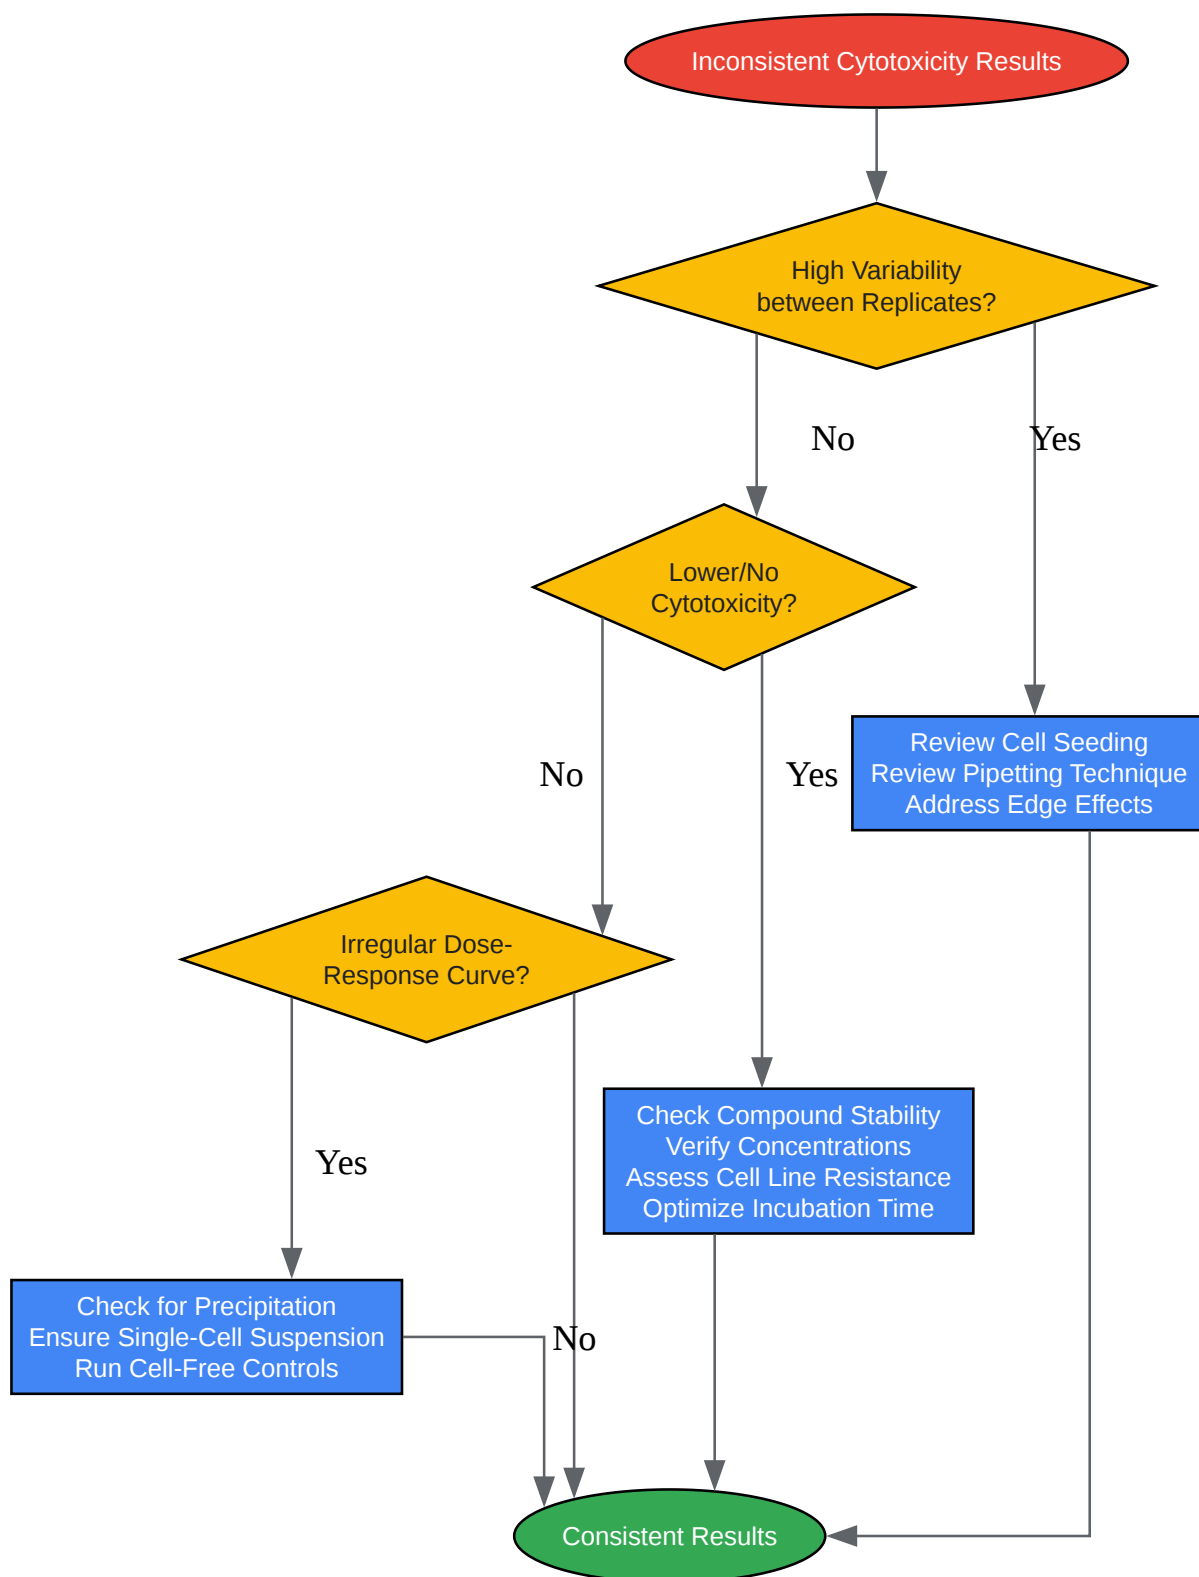 Inconsistent Cytotoxicity Results
High Variability
between Replicates?
No
Yes
Lower/No
Cytotoxicity?
No
Yes
Review Cell Seeding
Review Pipetting Technique
Address Edge Effects
Irregular Dose-
Response Curve?
Yes
Check Compound Stability
Verify Concentrations
Assess Cell Line Resistance
Optimize Incubation Time
Check for Precipitation
Ensure Single-Cell Suspension
Run Cell-Free Controls
No
Consistent Results